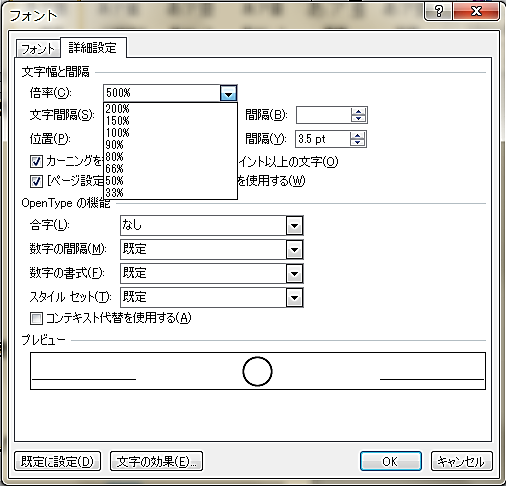 フォント
フォント 詳細設定
文字幅と間隔
倍率(C): 500%
200%
150%
100%
90%
80%
66%
50%
33%
文字間隔(S): 間隔(B):
位置(P): 間隔(Y): 3.5 pt
カーニングを イント以上の文字(O)
[ページ設定 を使用する(W)
OpenType の機能
合字(L): なし
数字の間隔(M): 既定
数字の書式(F): 既定
スタイル セット(T): 既定
コンテキスト代替を使用する(A)
プレビュー
既定に設定(D) 文字の効果(E)... OK キャンセル